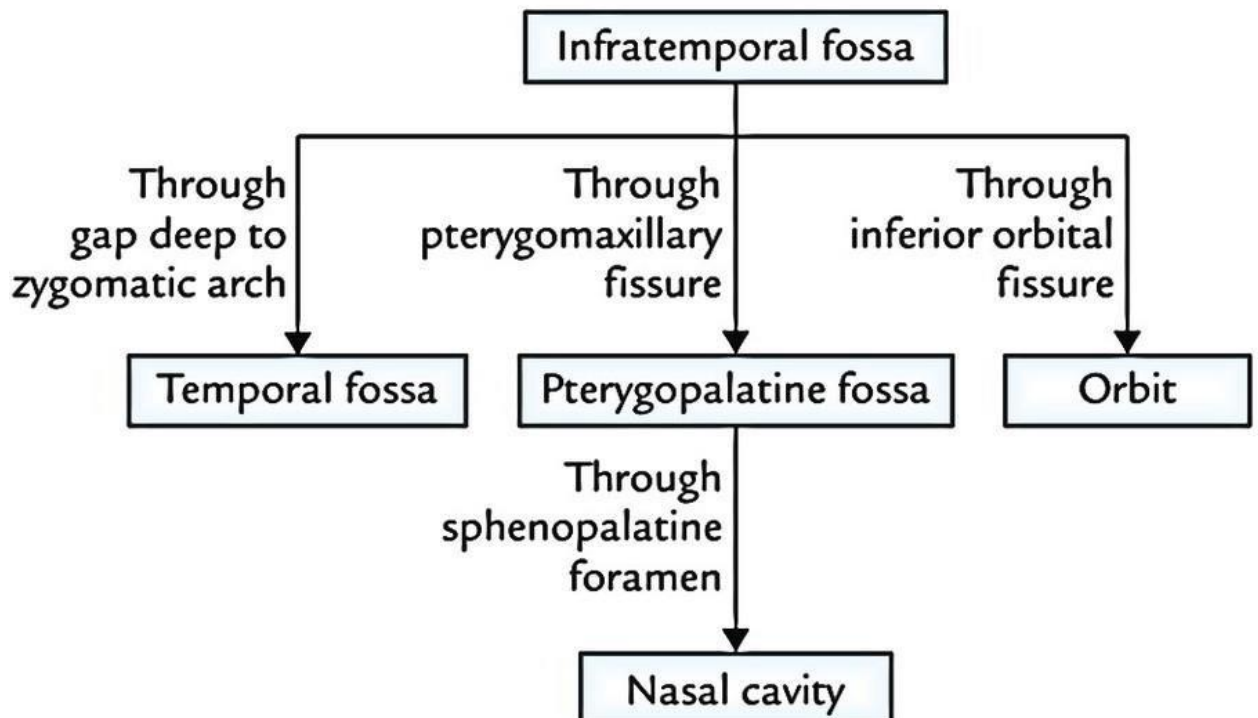 Infratemporal fossa
Through
gap deep to
zygomatic arch
Through
pterygomaxillary
fissure
Through
inferior orbital
fissure
Temporal fossa
Pterygopalatine fossa
Orbit
Through
sphenopalatine
foramen
Nasal cavity